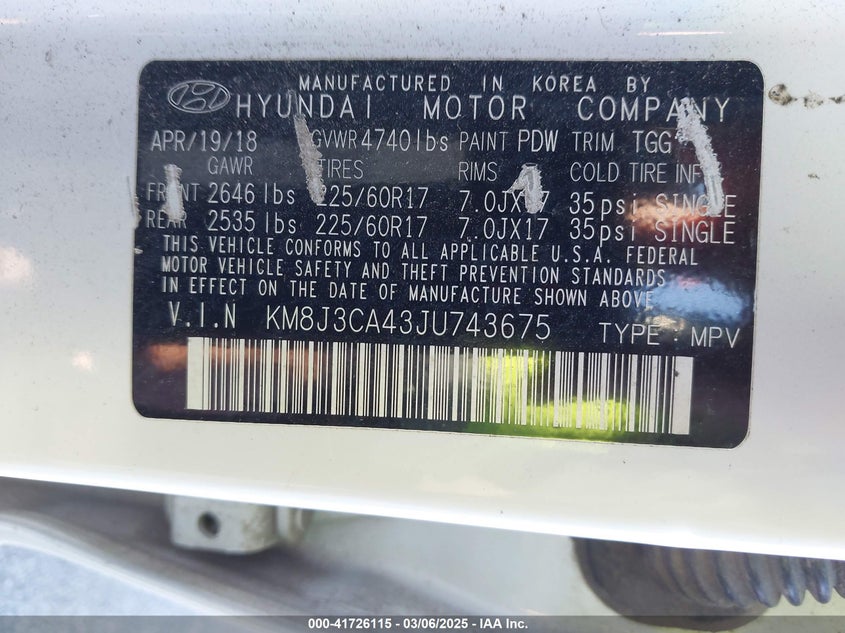 MANUFACTURED IN KOREA BY
HYUNDAI MOTOR COMPANY
APR/19/18 GVWR 4740lbs PAINT PDW TRIM TGG
GAWR TIRES RIMS COLD TIRE INF
FRONT 2646 lbs 225/60R17 7.0JX17 35psi SINGLE
REAR 2535 lbs 225/60R17 7.0JX17 35psi SINGLE
THIS VEHICLE CONFORMS TO ALL APPLICABLE U.S.A. FEDERAL
MOTOR VEHICLE SAFETY AND THEFT PREVENTION STANDARDS
IN EFFECT ON THE DATE OF MANUFACTURE SHOWN ABOVE.
V.I.N KM8J3CA43JU743675 TYPE : MPV
000-41726115 - 03/06/2025 - IAA Inc.